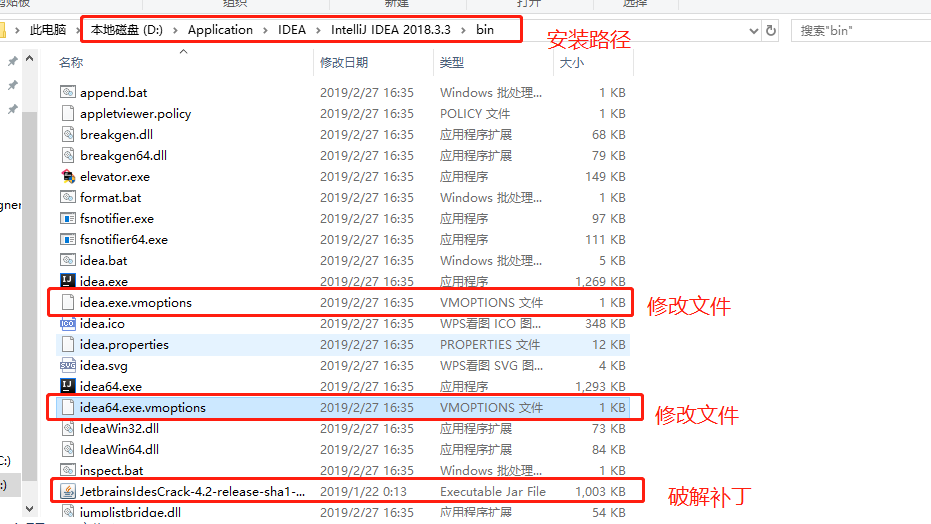 组织
新建
打开
选择
此电脑 › 本地磁盘 (D:) › Application › IDEA › IntelliJ IDEA 2018.3.3 › bin
搜索"bin"
安装路径
名称 修改日期 类型 大小
append.bat 2019/2/27 16:35 Windows 批处理... 1 KB
appletviewer.policy 2019/2/27 16:35 POLICY 文件 1 KB
breakgen.dll 2019/2/27 16:35 应用程序扩展 68 KB
breakgen64.dll 2019/2/27 16:35 应用程序扩展 79 KB
elevator.exe 2019/2/27 16:35 应用程序 149 KB
format.bat 2019/2/27 16:35 Windows 批处理... 1 KB
fsnotifier.exe 2019/2/27 16:35 应用程序 97 KB
fsnotifier64.exe 2019/2/27 16:35 应用程序 111 KB
idea.bat 2019/2/27 16:35 Windows 批处理... 5 KB
idea.exe 2019/2/27 16:35 应用程序 1,269 KB
idea.exe.vmoptions 2019/2/27 16:35 VMOPTIONS 文件 1 KB 修改文件
idea.ico 2019/2/27 16:35 WPS看图 ICO 图... 348 KB
idea.properties 2019/2/27 16:35 PROPERTIES 文件 12 KB
idea.svg 2019/2/27 16:35 WPS看图 SVG 图... 4 KB
idea64.exe 2019/2/27 16:35 应用程序 1,293 KB
idea64.exe.vmoptions 2019/2/27 16:35 VMOPTIONS 文件 1 KB 修改文件
IdeaWin32.dll 2019/2/27 16:35 应用程序扩展 73 KB
IdeaWin64.dll 2019/2/27 16:35 应用程序扩展 84 KB
inspect.bat 2019/2/27 16:35 Windows 批处理... 1 KB
JetbrainsIdesCrack-4.2-release-sha1-... 2019/1/22 0:13 Executable Jar File 1,003 KB 破解补丁
jumplistbridge.dll 2019/2/27 16:35 应用程序扩展 54 KB